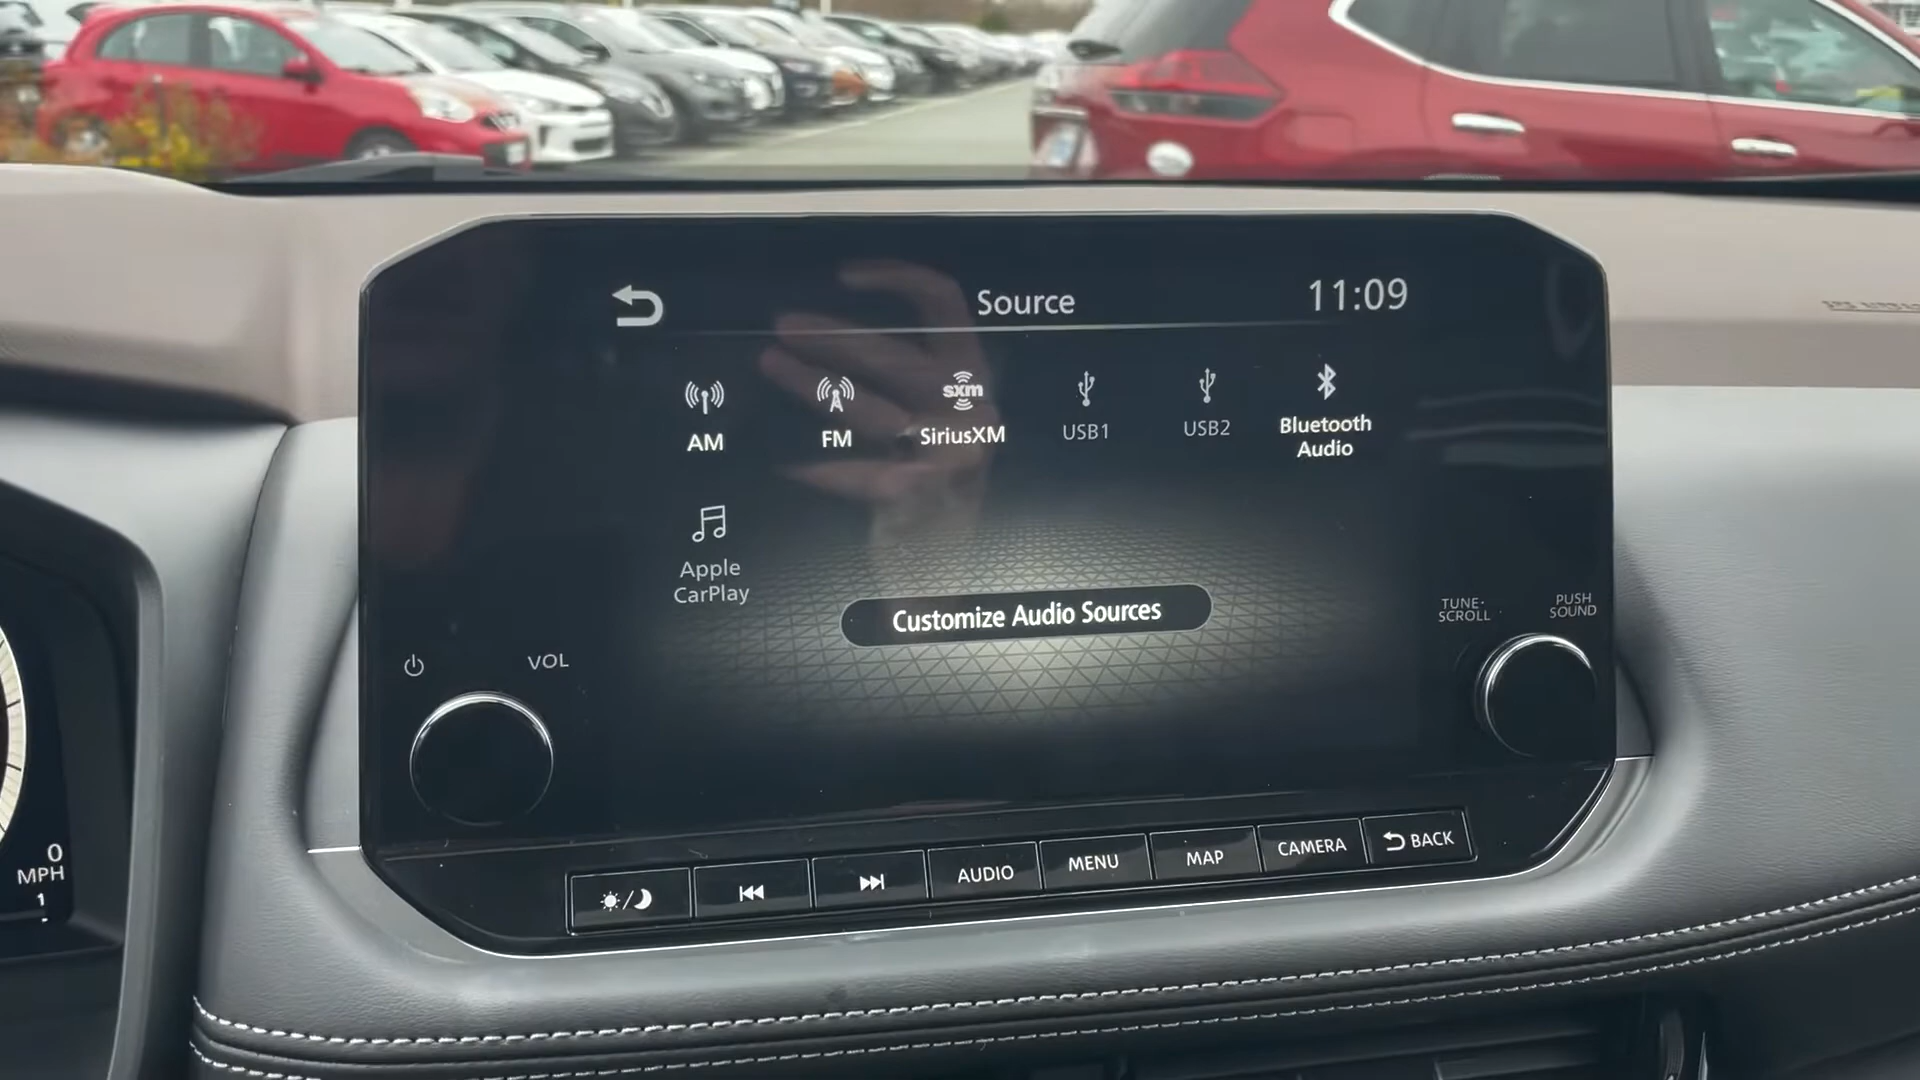 Source
11:09
sxm
AM
FM
SiriusXM
USB1
USB2
Bluetooth
Audio
Apple
CarPlay
Customize Audio Sources
VOL
TUNE·
SCROLL
PUSH
SOUND
AUDIO
MENU
MAP
CAMERA
BACK
0
MPH
1